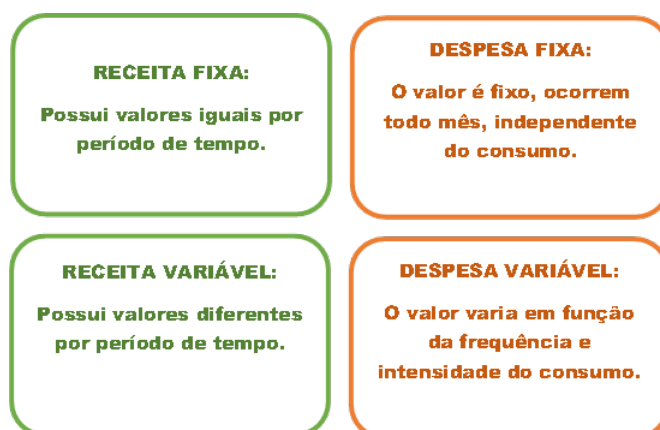 RECEITA FIXA:
Possui valores iguais por
período de tempo.
DESPESA FIXA:
O valor é fixo, ocorrem
todo mês, independente
do consumo.
RECEITA VARIÁVEL:
Possui valores diferentes
por período de tempo.
DESPESA VARIÁVEL:
O valor varia em função
da frequência e
intensidade do consumo.